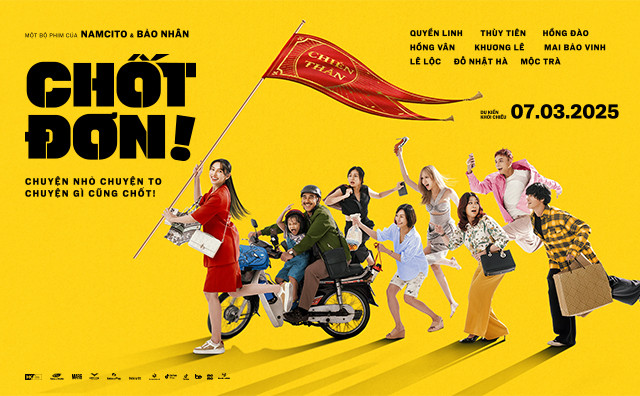 MỘT BỘ PHIM CỦA NAMCITO & BẢO NHÂN
CHỐT
ĐƠN!
CHUYỆN NHỎ CHUYỆN TO
CHUYỆN GÌ CŨNG CHỐT!
CHIẾN
THẦN
QUYỀN LINH THÙY TIÊN HỒNG ĐÀO
HỒNG VÂN KHƯƠNG LÊ MAI BẢO VINH
LÊ LỘC ĐỖ NHẬT HÀ MỘC TRÀ
DỰ KIẾN
KHỞI CHIẾU 07.03.2025